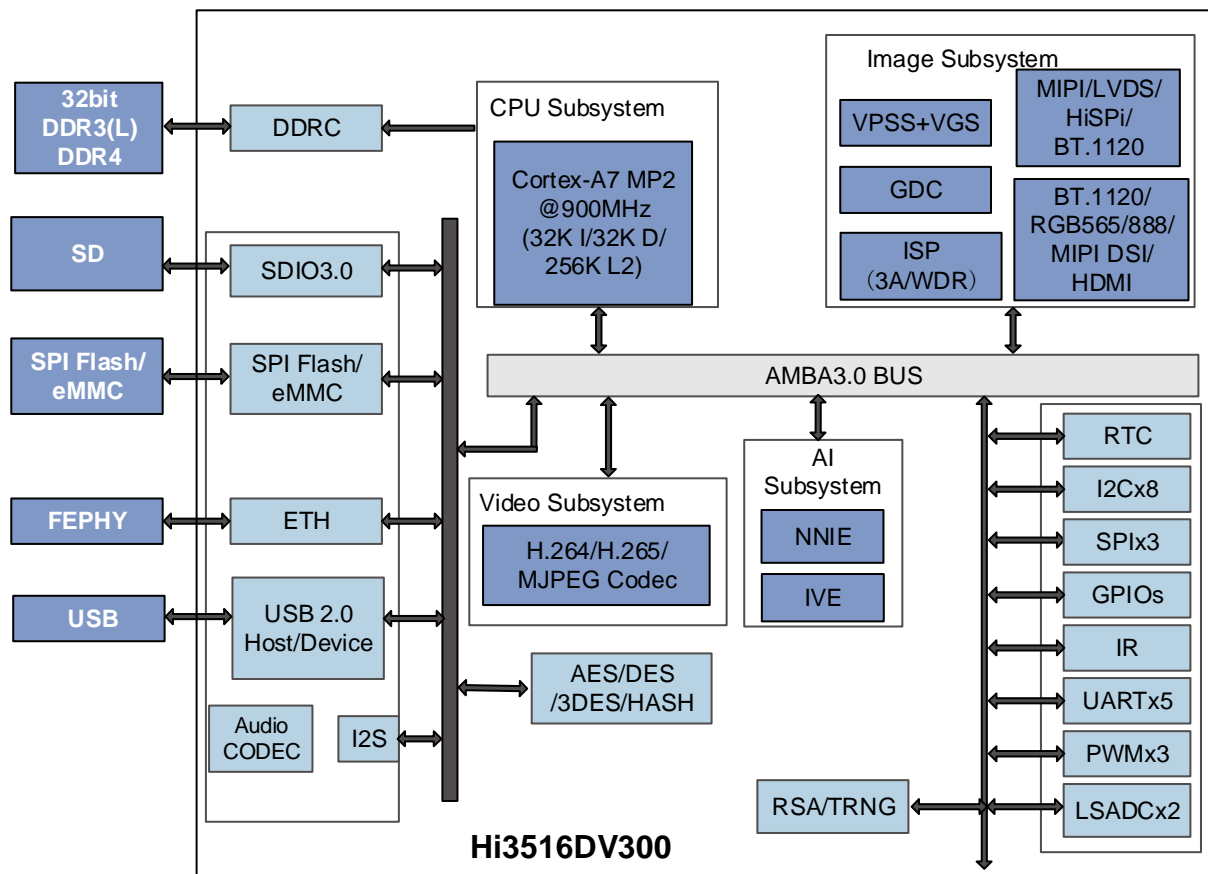 32bit
DDR3(L)
DDR4
SD
SPI Flash/
eMMC
FEPHY
USB
DDRC
SDIO3.0
SPI Flash/
eMMC
ETH
USB 2.0
Host/Device
Audio
CODEC
I2S
CPU Subsystem
Cortex-A7 MP2
@900MHz
(32K I/32K D/
256K L2)
Image Subsystem
VPSS+VGS
GDC
ISP
（3A/WDR）
MIPI/LVDS/
HiSPi/
BT.1120
BT.1120/
RGB565/888/
MIPI DSI/
HDMI
AMBA3.0 BUS
Video Subsystem
H.264/H.265/
MJPEG Codec
AI
Subsystem
NNIE
IVE
AES/DES
/3DES/HASH
RSA/TRNG
RTC
I2Cx8
SPIx3
GPIOs
IR
UARTx5
PWMx3
LSADCx2
Hi3516DV300